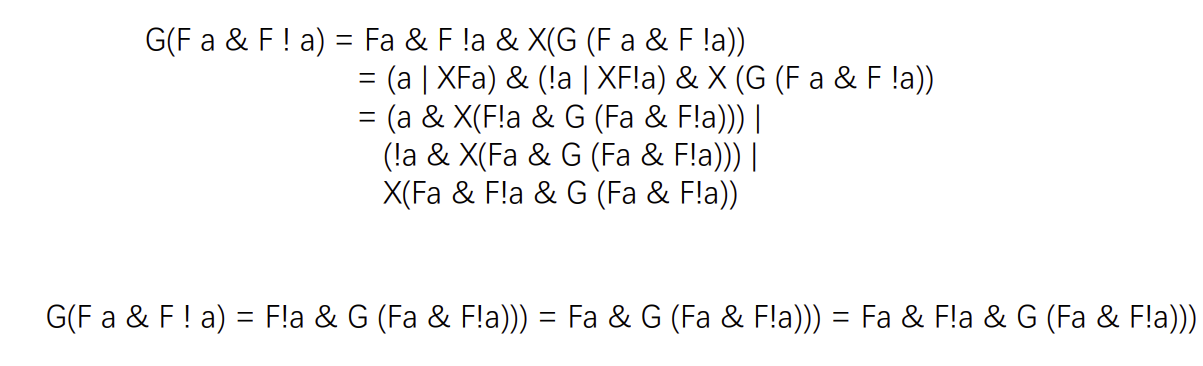 G(F a & F ! a) = Fa & F !a & X(G (F a & F !a))
= (a | XFa) & (!a | XF!a) & X (G (F a & F !a))
= (a & X(F!a & G (Fa & F!a))) |
(!a & X(Fa & G (Fa & F!a))) |
X(Fa & F!a & G (Fa & F!a))
G(F a & F ! a) = F!a & G (Fa & F!a))) = Fa & G (Fa & F!a))) = Fa & F!a & G (Fa & F!a)))